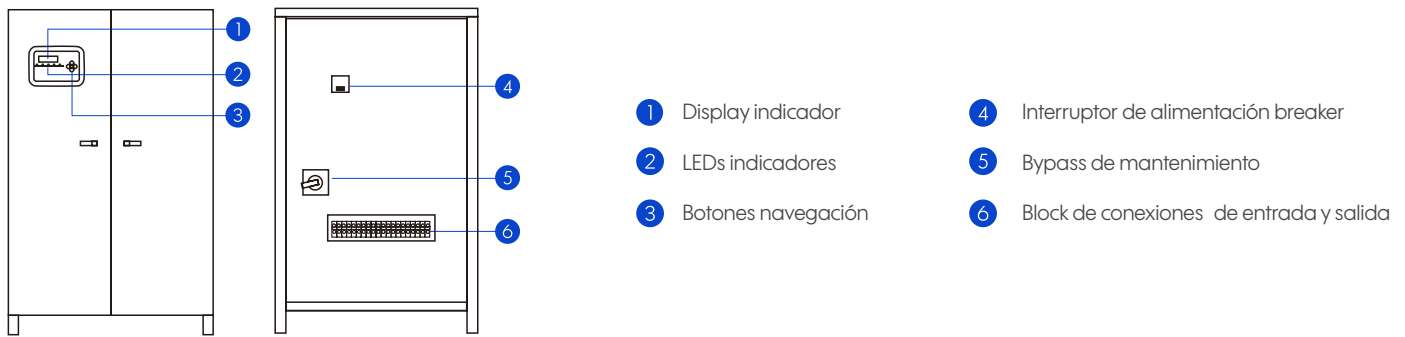 1
2
3
4
5
6
1 Display indicador
2 LEDs indicadores
3 Botones navegación
4 Interruptor de alimentación breaker
5 Bypass de mantenimiento
6 Block de conexiones de entrada y salida